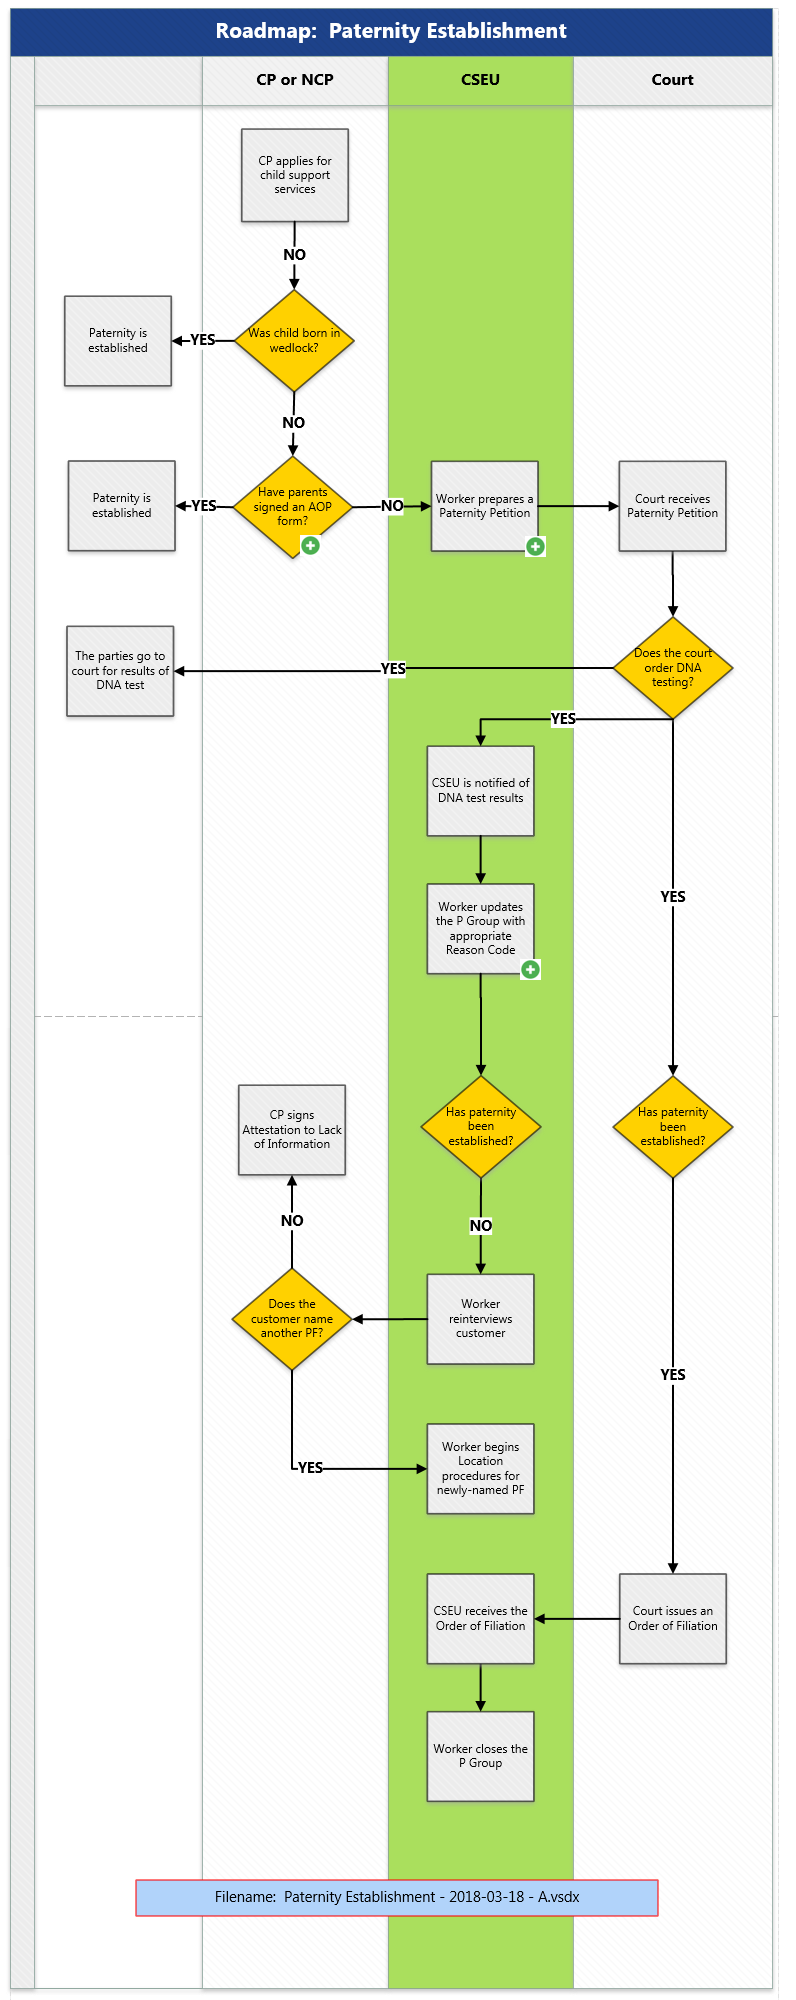 Roadmap:  Paternity Establishment
CP or NCP
CSEU
Court
CP applies for
child support
services
NO
Was child born in
wedlock?
YES
Paternity is
established
NO
Have parents
signed an AOP
form?
YES
Paternity is
established
NO
Worker prepares a
Paternity Petition
Court receives
Paternity Petition
Does the court
order DNA
testing?
YES
The parties go to
court for results of
DNA test
YES
CSEU is notified of
DNA test results
YES
Worker updates
the P Group with
appropriate
Reason Code
Has paternity
been
established?
Has paternity
been
established?
CP signs
Attestation to Lack
of Information
NO
NO
Does the
customer name
another PF?
Worker
reinterviews
customer
YES
YES
Worker begins
Location
procedures for
newly-named PF
CSEU receives the
Order of Filiation
Court issues an
Order of Filiation
Worker closes the
P Group
Filename:  Paternity Establishment - 2018-03-18 - A.vsdx